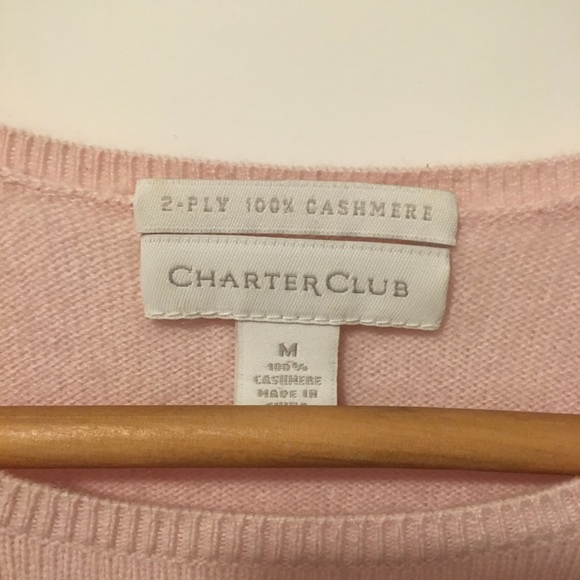 2-PLY 100% CASHMERE
CHARTER CLUB
M
100%
CASHMERE
MADE IN